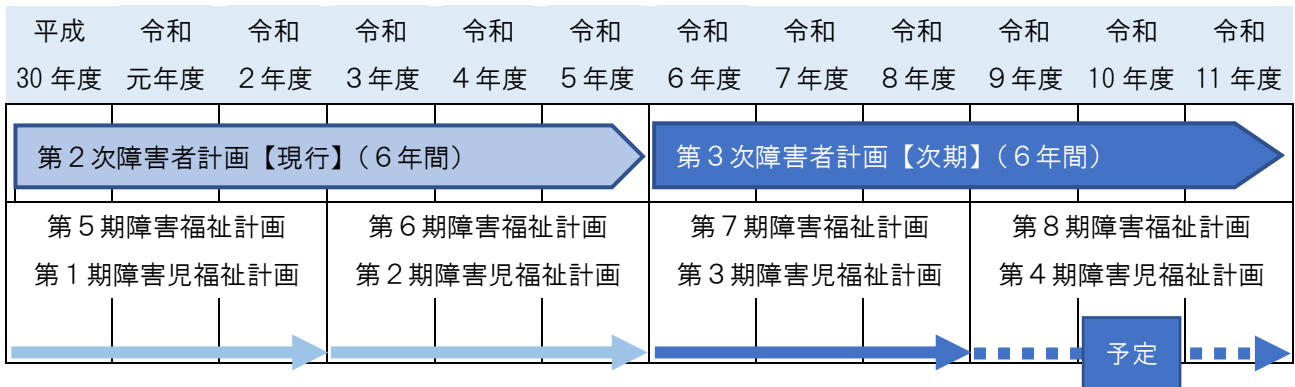 平成 令和 令和 令和 令和 令和 令和 令和 令和 令和 令和 令和
30年度 元年度 2年度 3年度 4年度 5年度 6年度 7年度 8年度 9年度 10年度 11年度
第2次障害者計画【現行】(6年間) 第3次障害者計画【次期】(6年間)
第5期障害福祉計画 第6期障害福祉計画 第7期障害福祉計画 第8期障害福祉計画
第1期障害児福祉計画 第2期障害児福祉計画 第3期障害児福祉計画 第4期障害児福祉計画
予定